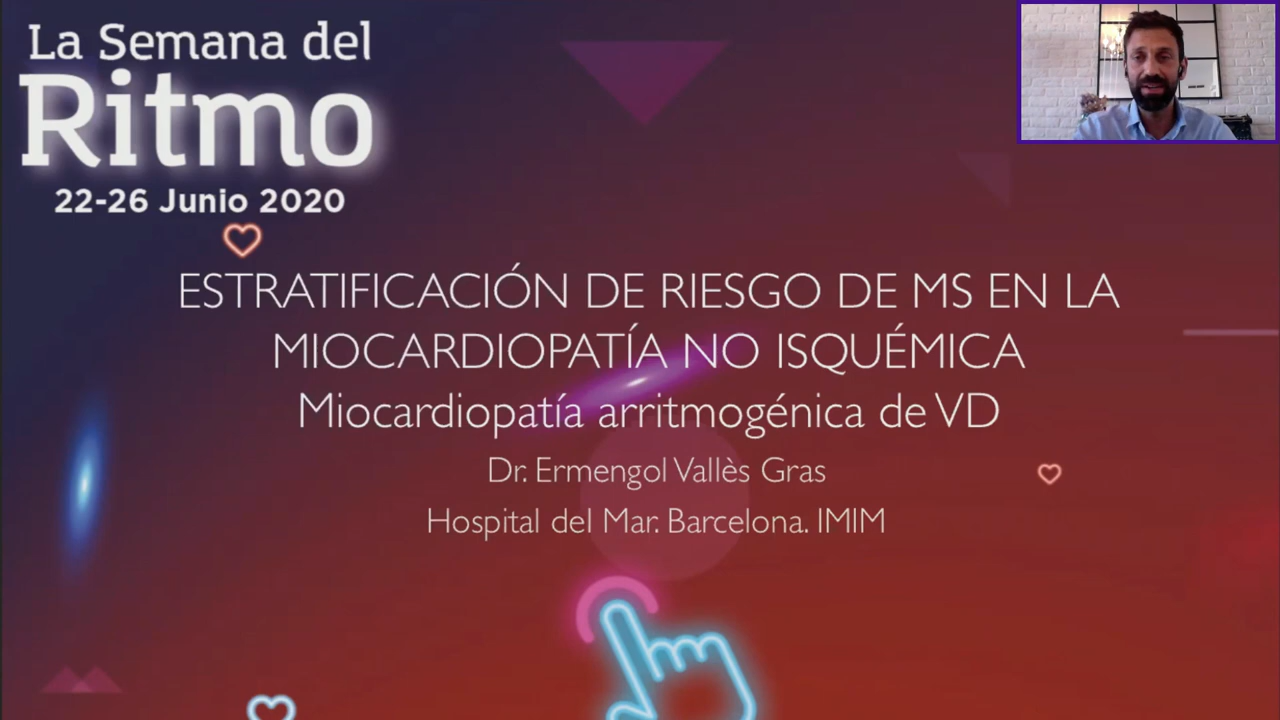 La Semana del
Ritmo
22-26 Junio 2020
ESTRATIFICACIÓN DE RIESGO DE MS EN LA
MIOCARDIOPATÍA NO ISQUÉMICA
Miocardiopatía arritmogénica de VD
Dr. Ermengol Vallès Gras
Hospital del Mar. Barcelona. IMIM